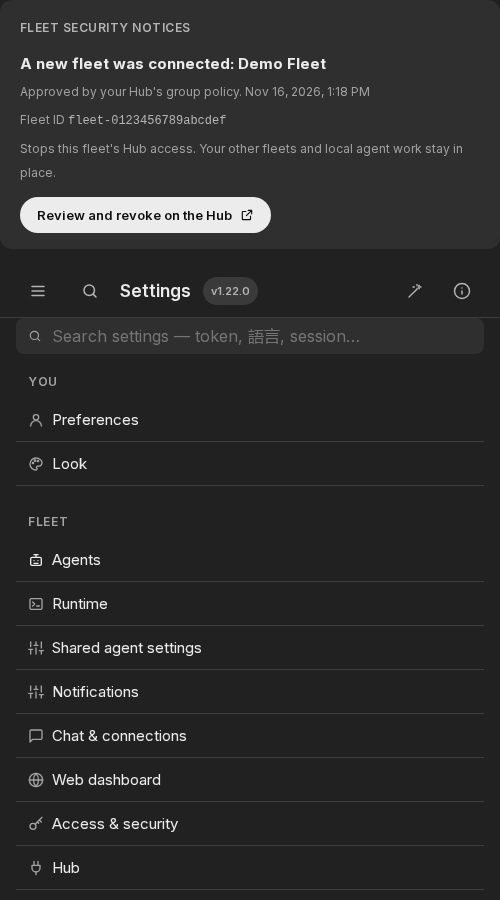 FLEET SECURITY NOTICES
A new fleet was connected: Demo Fleet
Approved by your Hub's group policy. Nov 16, 2026, 1:18 PM
Fleet ID fleet-0123456789abcdef
Stops this fleet's Hub access. Your other fleets and local agent work stay in
place.
Review and revoke on the Hub
Settings v1.22.0
Search settings — token, 語言, session…
YOU
Preferences
Look
FLEET
Agents
Runtime
Shared agent settings
Notifications
Chat & connections
Web dashboard
Access & security
Hub